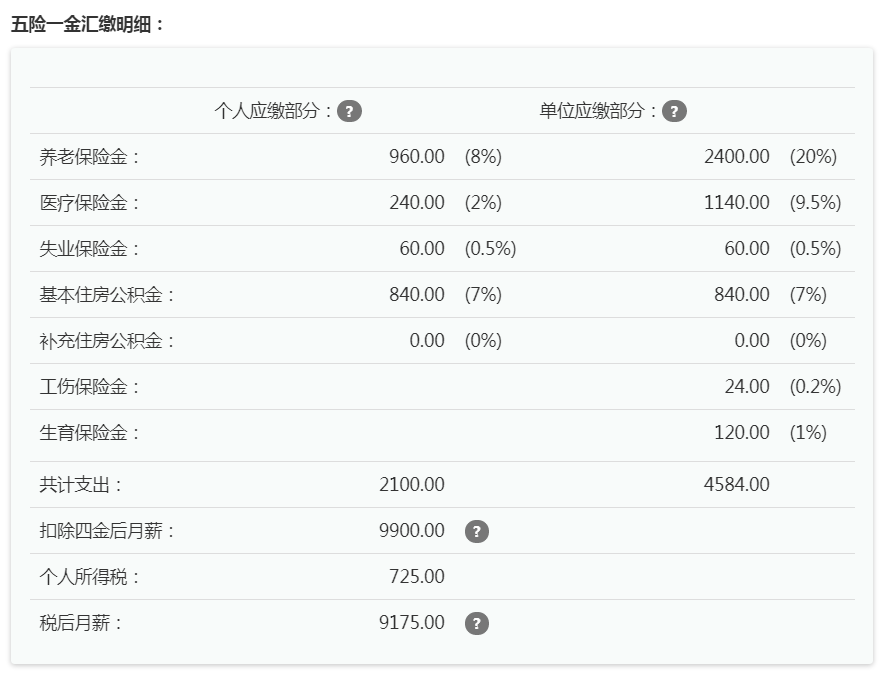 五险一金汇缴明细：
个人应缴部分： ? 单位应缴部分： ?
养老保险金： 960.00 (8%) 2400.00 (20%)
医疗保险金： 240.00 (2%) 1140.00 (9.5%)
失业保险金： 60.00 (0.5%) 60.00 (0.5%)
基本住房公积金： 840.00 (7%) 840.00 (7%)
补充住房公积金： 0.00 (0%) 0.00 (0%)
工伤保险金： 24.00 (0.2%)
生育保险金： 120.00 (1%)
共计支出： 2100.00 4584.00
扣除四金后月薪： 9900.00 ?
个人所得税： 725.00
税后月薪： 9175.00 ?